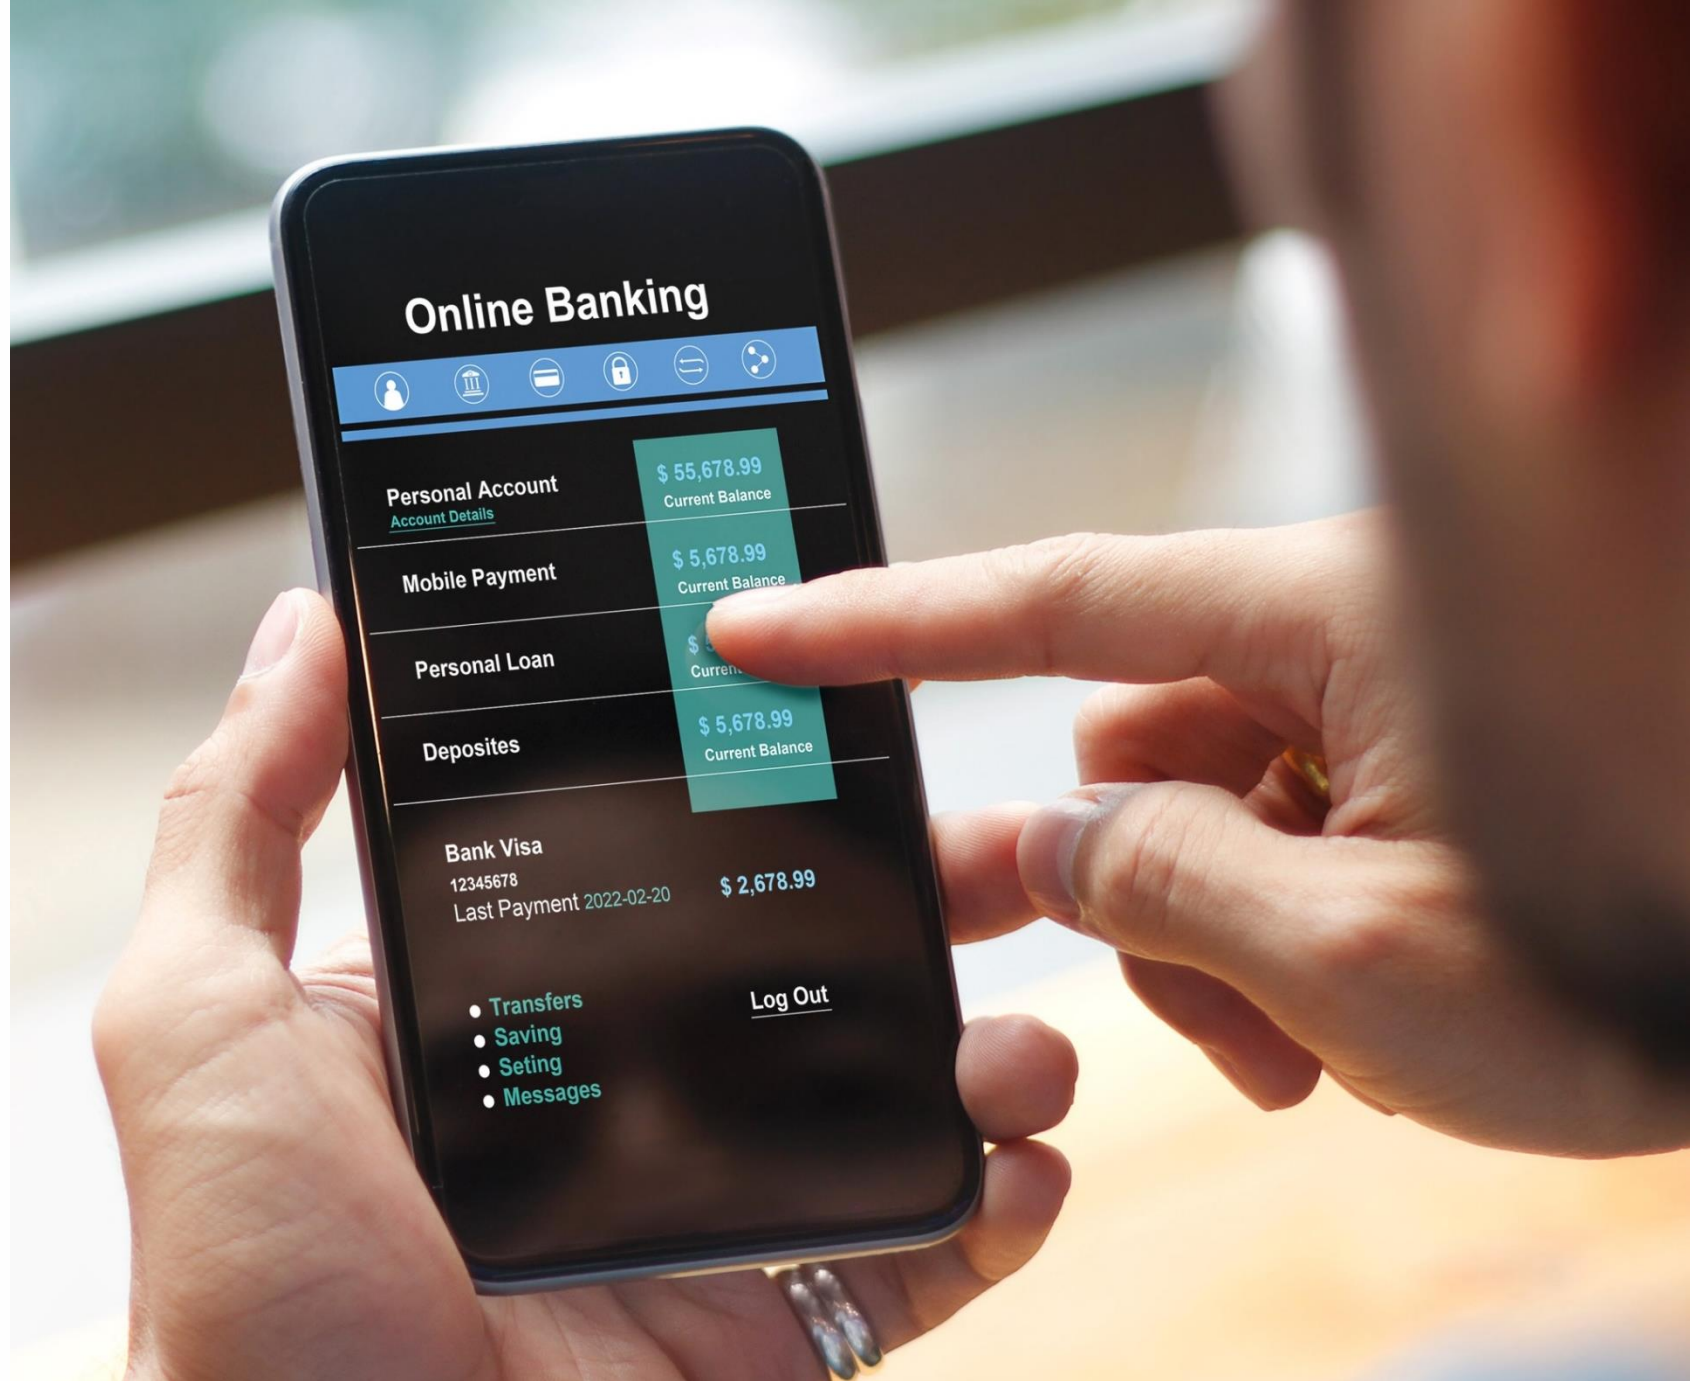 Online Banking
Personal Account
Account Details
$ 55,678.99
Current Balance
Mobile Payment
$ 5,678.99
Current Balance
Personal Loan
$
Deposites
$ 5,678.99
Current Balance
Bank Visa
12345678
Last Payment 2022-02-20
$ 2,678.99
Transfers
Saving
Seting
Messages
Log Out